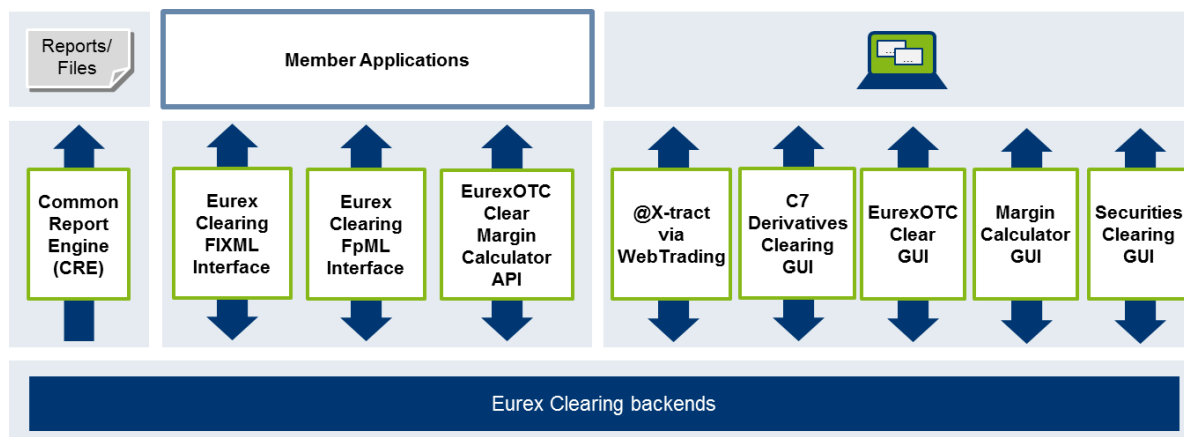 Reports/
Files
Member Applications
...
...
Common
Report
Engine
(CRE)
Eurex
Clearing
FIXML
Interface
Eurex
Clearing
FpML
Interface
EurexOTC
Clear
Margin
Calculator
API
@X-tract
via
WebTrading
C7
Derivatives
Clearing
GUI
EurexOTC
Clear
GUI
Margin
Calculator
GUI
Securities
Clearing
GUI
Eurex Clearing backends